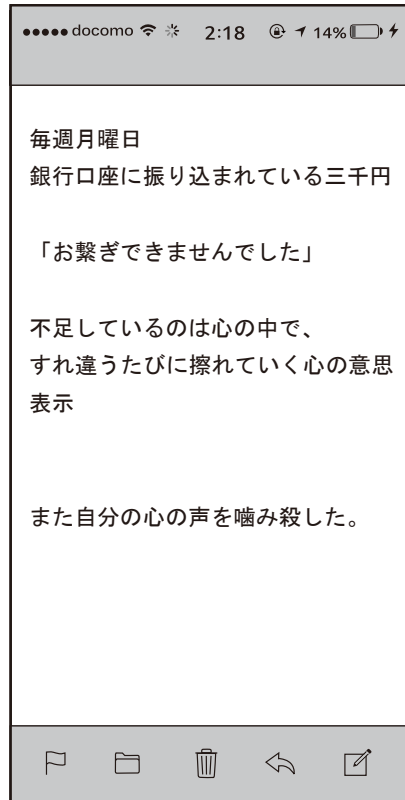 docomo 2:18 14%
毎週月曜日
銀行口座に振り込まれている三千円
「お繋ぎできませんでした」
不足しているのは心の中で、
すれ違うたびに擦れていく心の意思
表示
また自分の心の声を噛み殺した。